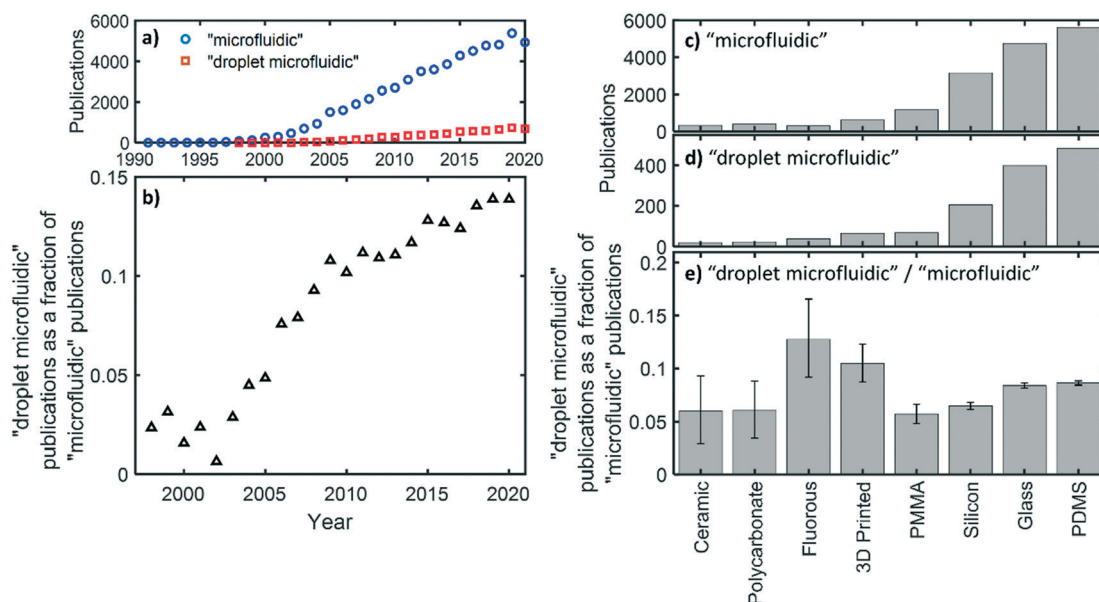 a)
"microfluidic"
"droplet microfluidic"
Publications
6000
4000
2000
0
1990
1995
2000
2005
2010
2015
2020
b)
"droplet microfluidic"
publications as a fraction of
"microfluidic" publications
0.15
0.1
0.05
0
2000
2005
2010
2015
2020
Year
c) “microfluidic”
6000
4000
2000
0
Publications
d) “droplet microfluidic”
400
200
0
e) “droplet microfluidic” / “microfluidic”
"droplet microfluidic"
publications as a fraction of
"microfluidic" publications
0.2
0.15
0.1
0.05
0
Ceramic
Polycarbonate
Fluorous
3D Printed
PMMA
Silicon
Glass
PDMS